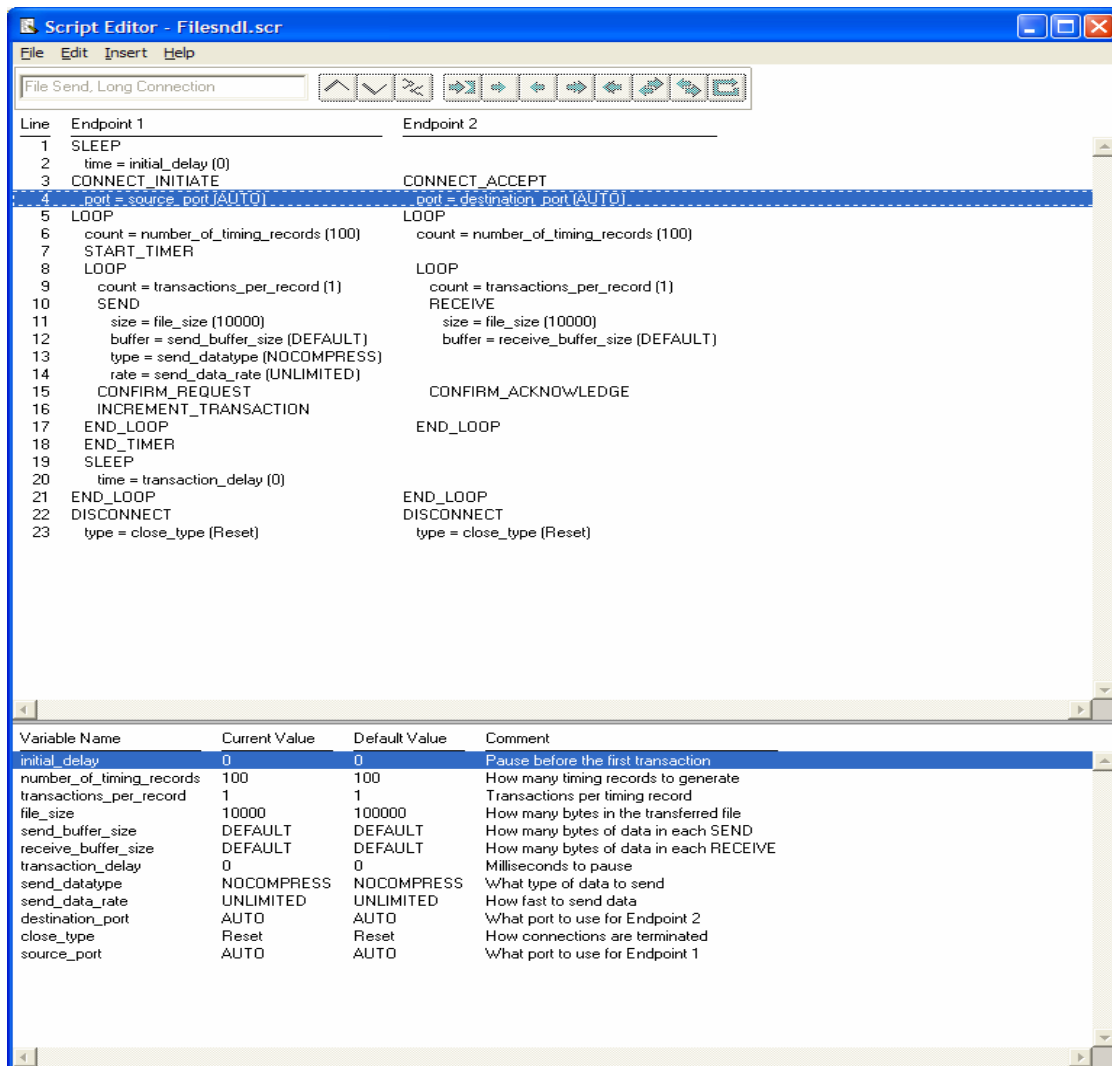 Script Editor - Filesndl.scr
File Edit Insert Help
File Send, Long Connection
Line Endpoint 1 Endpoint 2
1 SLEEP
2 time = initial_delay (0)
3 CONNECT_INITIATE CONNECT_ACCEPT
4 port = source_port (AUTO) port = destination_port (AUTO)
5 LOOP LOOP
6 count = number_of_timing_records (100) count = number_of_timing_records (100)
7 START_TIMER
8 LOOP LOOP
9 count = transactions_per_record (1) count = transactions_per_record (1)
10 SEND RECEIVE
11 size = file_size (10000) size = file_size (10000)
12 buffer = send_buffer_size (DEFAULT) buffer = receive_buffer_size (DEFAULT)
13 type = send_datatype (NOCOMPRESS)
14 rate = send_data_rate (UNLIMITED)
15 CONFIRM_REQUEST CONFIRM_ACKNOWLEDGE
16 INCREMENT_TRANSACTION
17 END_LOOP END_LOOP
18 END_TIMER
19 SLEEP
20 time = transaction_delay (0)
21 END_LOOP END_LOOP
22 DISCONNECT DISCONNECT
23 type = close_type (Reset) type = close_type (Reset)
Variable Name Current Value Default Value Comment
initial_delay 0 0 Pause before the first transaction
number_of_timing_records 100 100 How many timing records to generate
transactions_per_record 1 1 Transactions per timing record
file_size 10000 100000 How many bytes in the transferred file
send_buffer_size DEFAULT DEFAULT How many bytes of data in each SEND
receive_buffer_size DEFAULT DEFAULT How many bytes of data in each RECEIVE
transaction_delay 0 0 Milliseconds to pause
send_datatype NOCOMPRESS NOCOMPRESS What type of data to send
send_data_rate UNLIMITED UNLIMITED How fast to send data
destination_port AUTO AUTO What port to use for Endpoint 2
close_type Reset Reset How connections are terminated
source_port AUTO AUTO What port to use for Endpoint 1